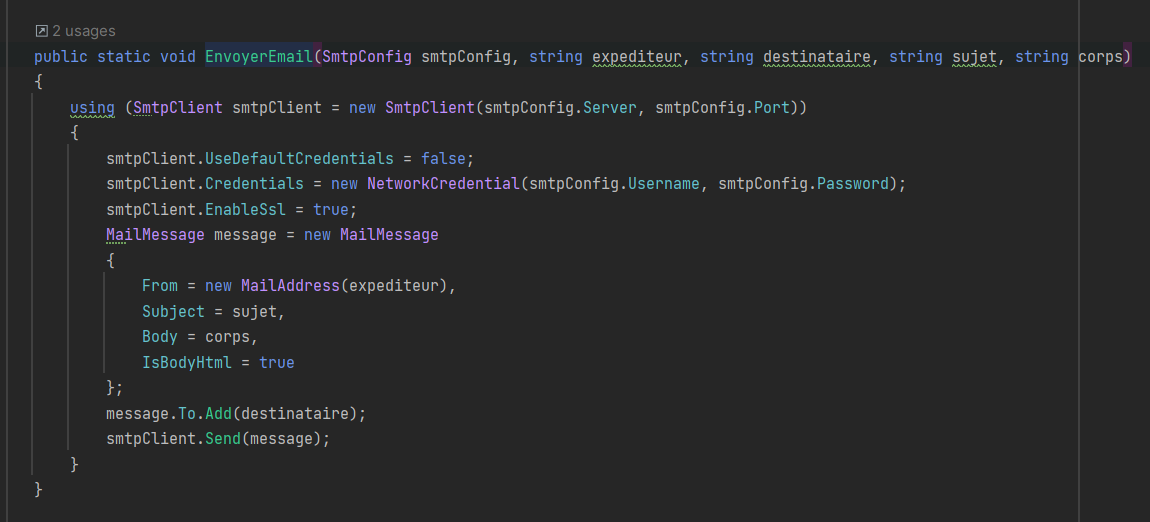 2 usages
public static void EnvoyerEmail(SmtpConfig smtpConfig, string expediteur, string destinataire, string sujet, string corps)
{
using (SmtpClient smtpClient = new SmtpClient(smtpConfig.Server, smtpConfig.Port))
{
smtpClient.UseDefaultCredentials = false;
smtpClient.Credentials = new NetworkCredential(smtpConfig.Username, smtpConfig.Password);
smtpClient.EnableSsl = true;
MailMessage message = new MailMessage
{
From = new MailAddress(expediteur),
Subject = sujet,
Body = corps,
IsBodyHtml = true
};
message.To.Add(destinataire);
smtpClient.Send(message);
}
}